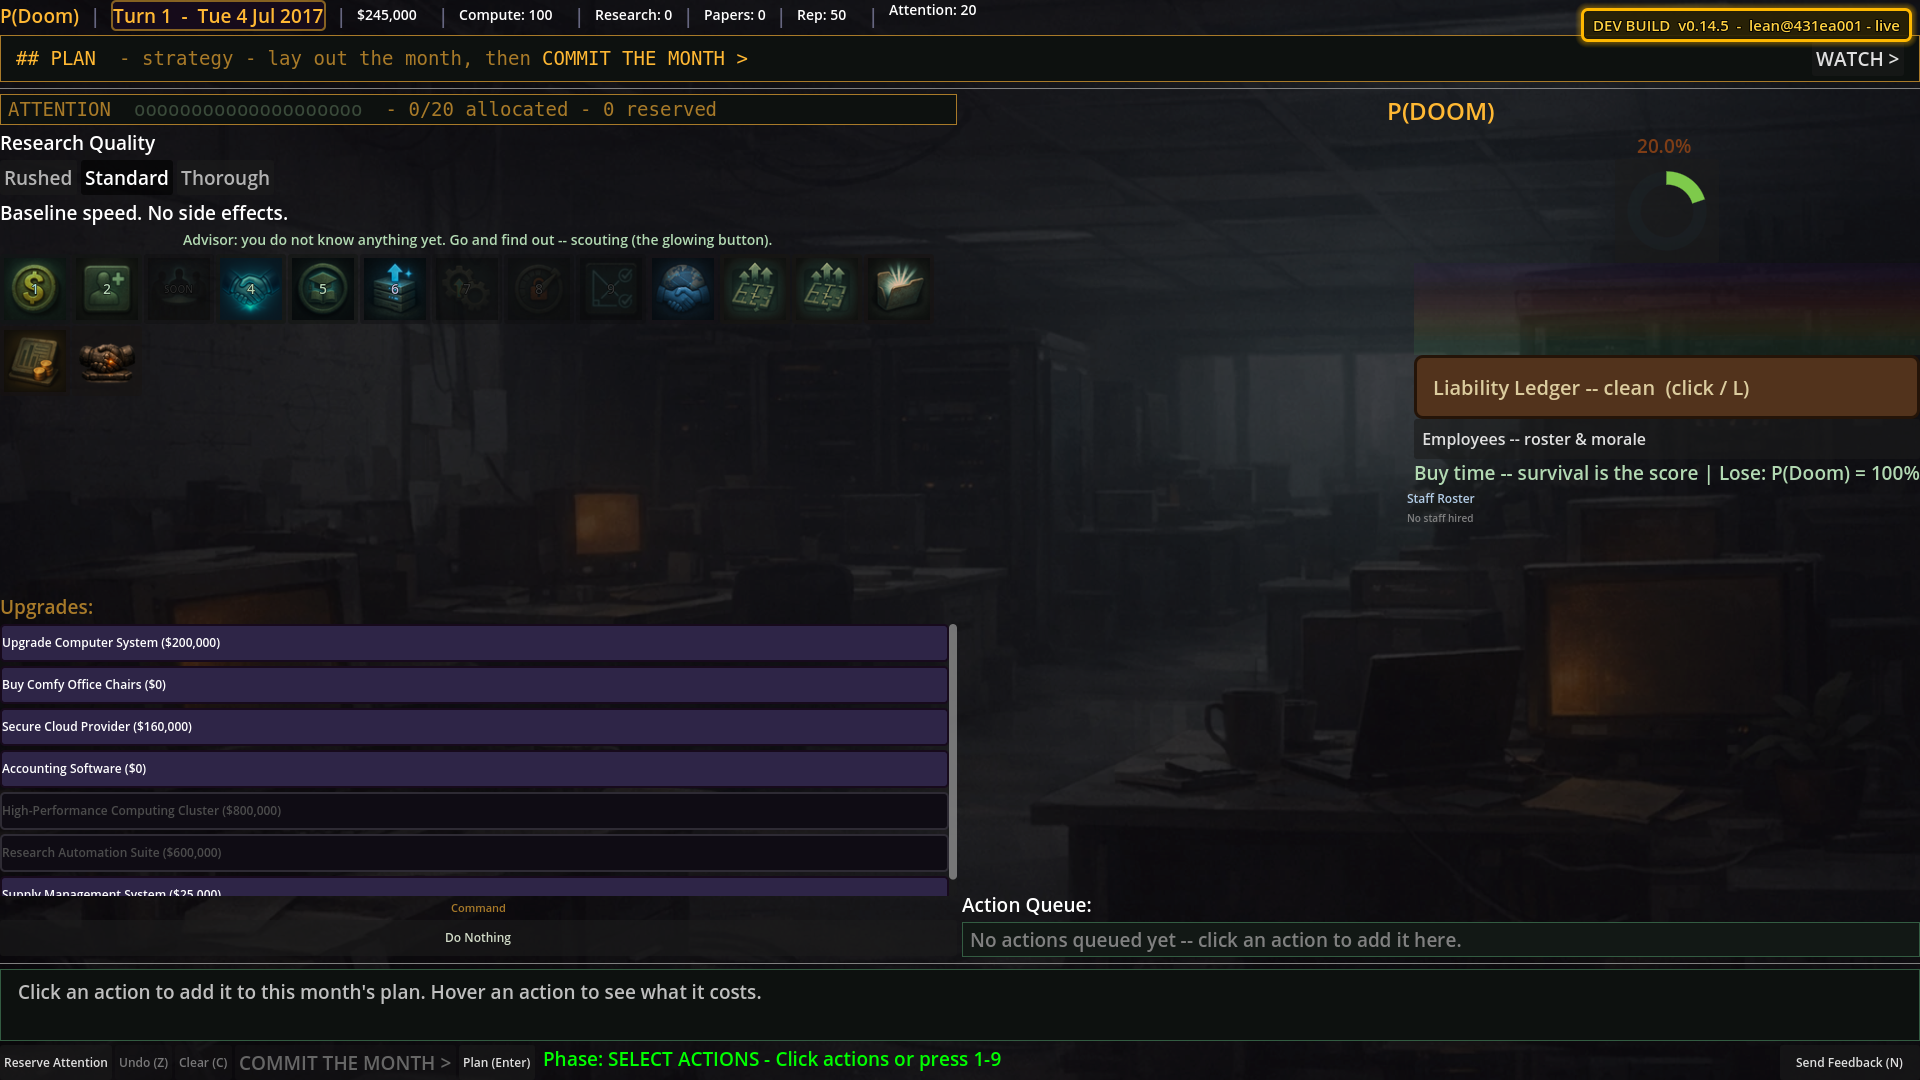 P(Doom) | Turn 1 - Tue 4 Jul 2017 | $245,000 | Compute: 100 | Research: 0 | Papers: 0 | Rep: 50 | Attention: 20
DEV BUILD v0.14.5 - lean@431ea001 - live
## PLAN - strategy - lay out the month, then COMMIT THE MONTH >
WATCH >
ATTENTION oooooooooooooooooooo - 0/20 allocated - 0 reserved
Research Quality
Rushed Standard Thorough
Baseline speed. No side effects.
Advisor: you do not know anything yet. Go and find out -- scouting (the glowing button).
1 2 SOON 4 5 6 7 8 9
P(DOOM)
20.0%
Liability Ledger -- clean (click / L)
Employees -- roster & morale
Buy time -- survival is the score | Lose: P(Doom) = 100%
Staff Roster
No staff hired
Upgrades:
Upgrade Computer System ($200,000)
Buy Comfy Office Chairs ($0)
Secure Cloud Provider ($160,000)
Accounting Software ($0)
High-Performance Computing Cluster ($800,000)
Research Automation Suite ($600,000)
Supply Management System ($25,000)
Command
Do Nothing
Action Queue:
No actions queued yet -- click an action to add it here.
Click an action to add it to this month's plan. Hover an action to see what it costs.
Reserve Attention Undo (Z) Clear (C) COMMIT THE MONTH > Plan (Enter) Phase: SELECT ACTIONS - Click actions or press 1-9
Send Feedback (N)